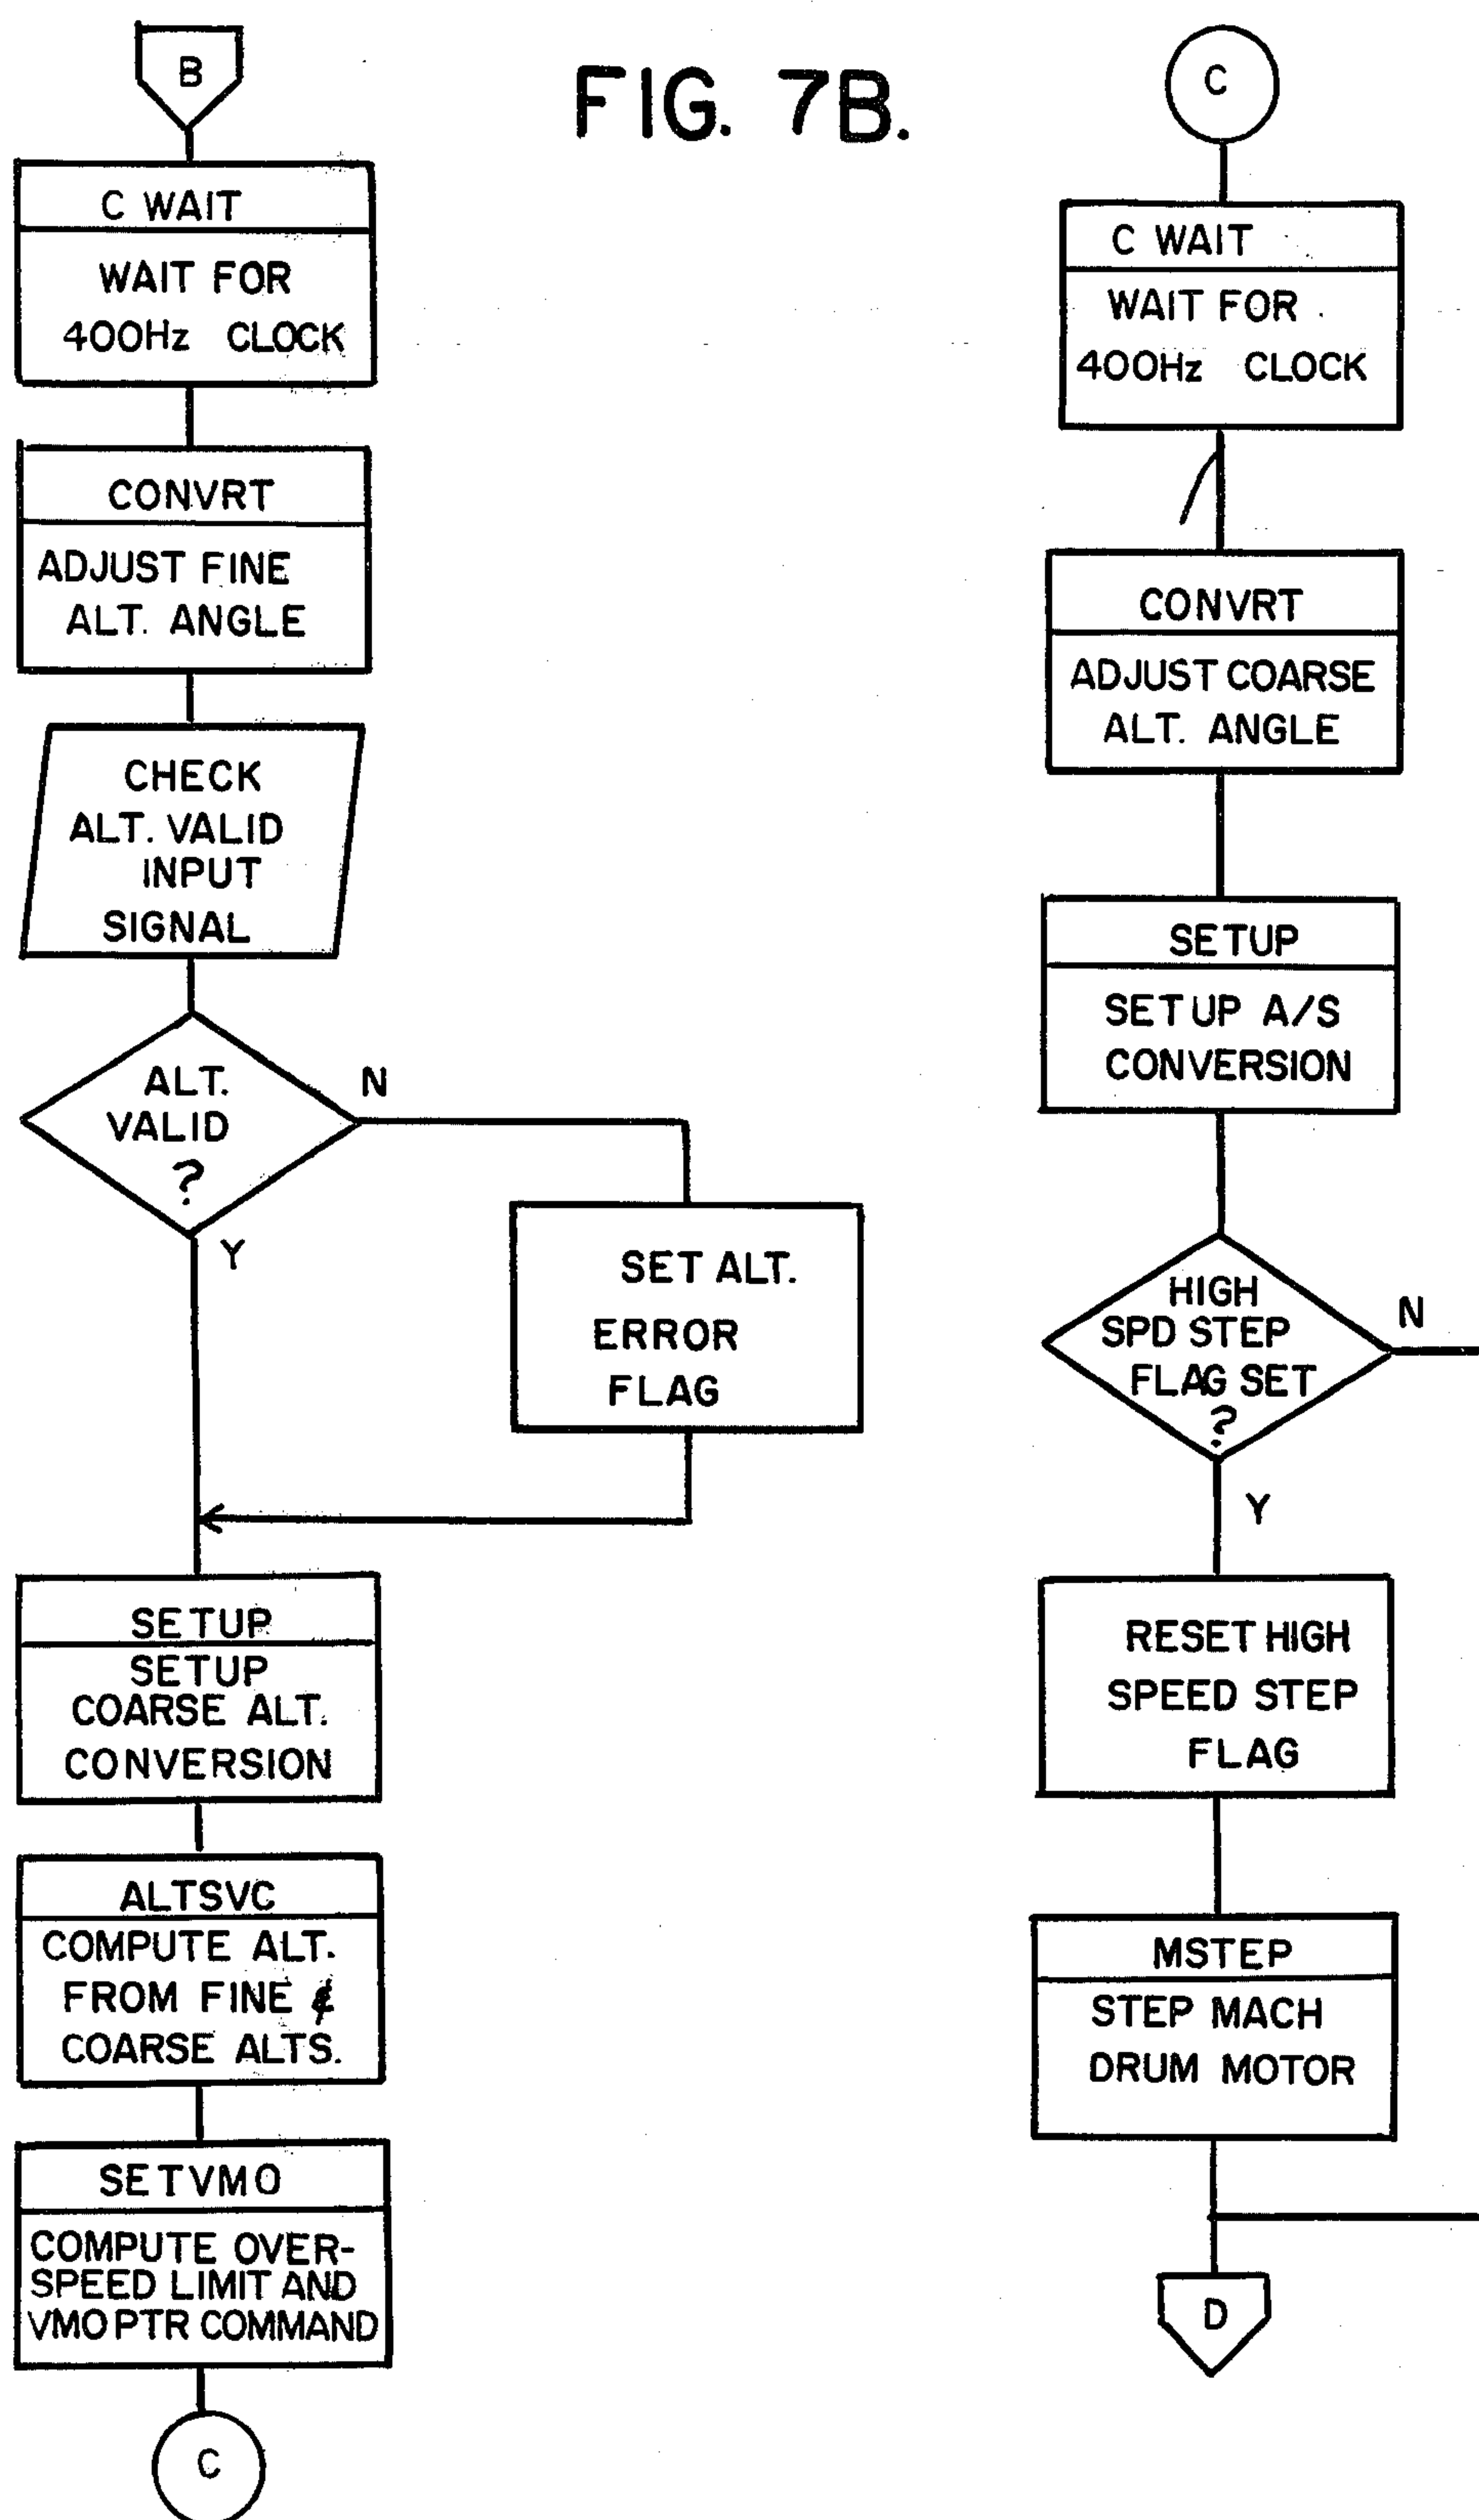 FIG. 7B.
B
C WAIT
WAIT FOR
400Hz CLOCK
CONVRT
ADJUST FINE
ALT. ANGLE
CHECK
ALT. VALID
INPUT
SIGNAL
ALT.
VALID
?
N
Y
SET ALT.
ERROR
FLAG
SETUP
SETUP
COARSE ALT.
CONVERSION
ALTSVC
COMPUTE ALT.
FROM FINE &
COARSE ALTS.
SETVMO
COMPUTE OVER-
SPEED LIMIT AND
VMO PTR COMMAND
C
C
C WAIT
WAIT FOR
400Hz CLOCK
CONVRT
ADJUST COARSE
ALT. ANGLE
SETUP
SETUP A/S
CONVERSION
HIGH
SPD STEP
FLAG SET
?
N
Y
RESET HIGH
SPEED STEP
FLAG
MSTEP
STEP MACH
DRUM MOTOR
D